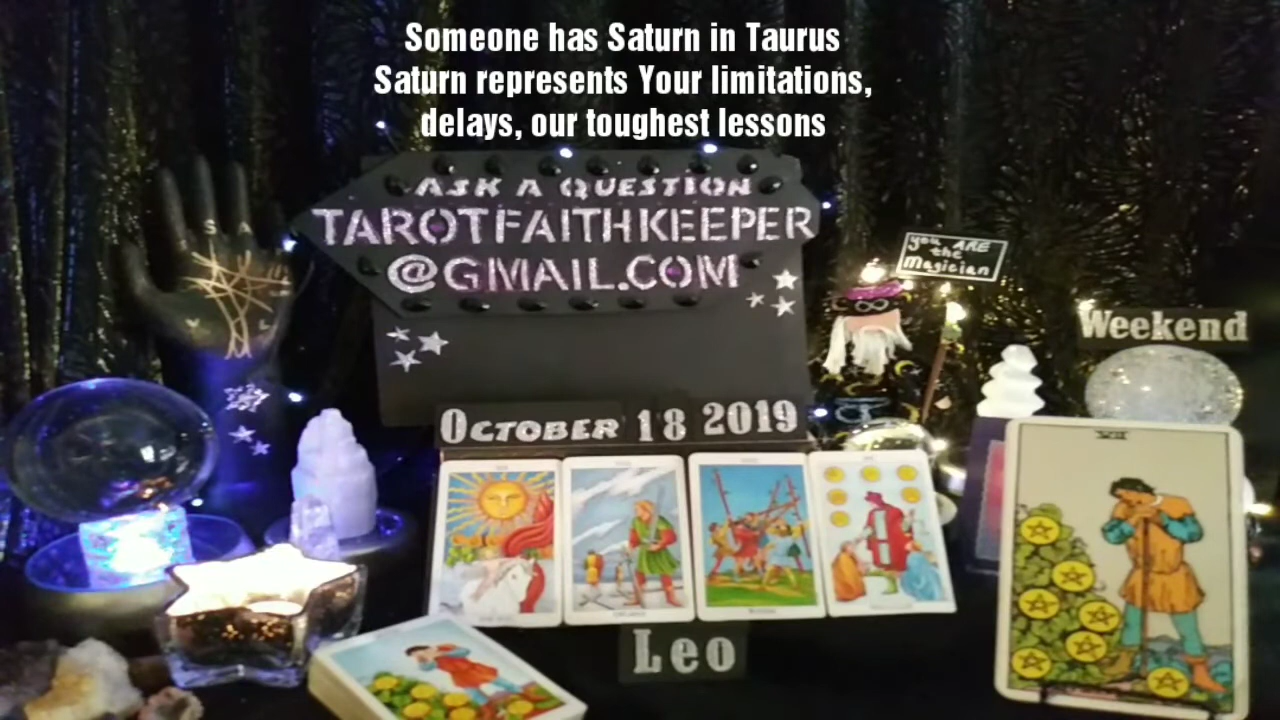 Someone has Saturn in Taurus
Saturn represents Your limitations,
delays, our toughest lessons
ASK A QUESTION
TAROTFAITHKEEPER
@GMAIL.COM
S A
you ARE
the
Magician
Weekend
OCTOBER 18 2019
VII
Leo